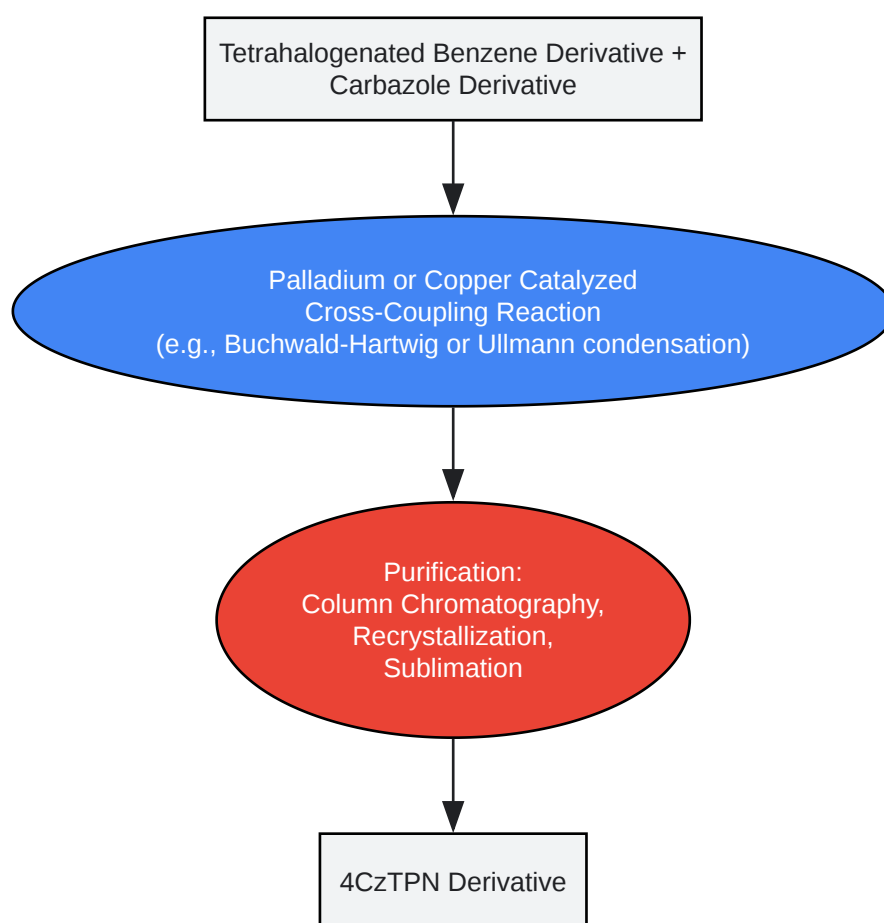 Tetrahalogenated Benzene Derivative +
Carbazole Derivative
Palladium or Copper Catalyzed
Cross-Coupling Reaction
(e.g., Buchwald-Hartwig or Ullmann condensation)
Purification:
Column Chromatography,
Recrystallization,
Sublimation
4CzTPN Derivative